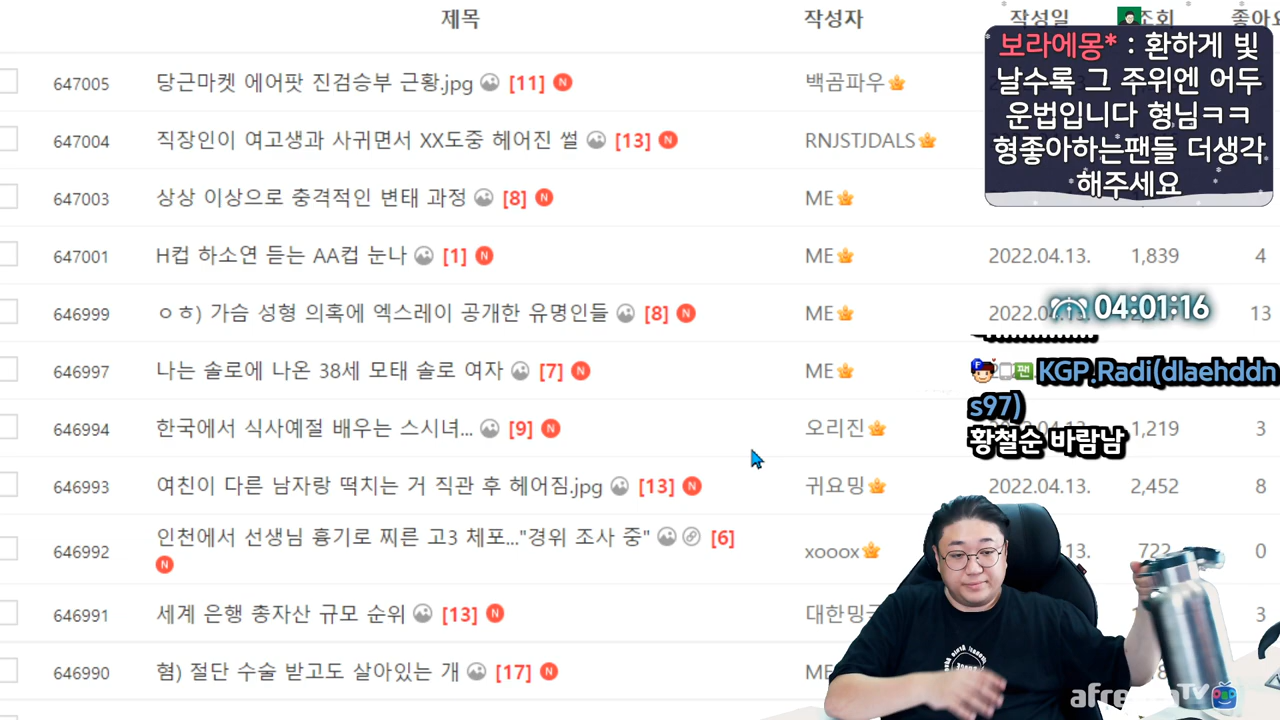 제목 작성자 작성일 조회 좋아요
647005 당근마켓 에어팟 진검승부 근황.jpg [11] N 백곰파우
647004 직장인이 여고생과 사귀면서 XX도중 헤어진 썰 [13] N RNJSTJDALS
647003 상상 이상으로 충격적인 변태 과정 [8] N ME
647001 H컵 하소연 듣는 AA컵 눈나 [1] N ME 2022.04.13. 1,839 4
646999 ㅇㅎ) 가슴 성형 의혹에 엑스레이 공개한 유명인들 [8] N ME 13
646997 나는 솔로에 나온 38세 모태 솔로 여자 [7] N ME
646994 한국에서 식사예절 배우는 스시녀... [9] N 오리진 1,219 3
646993 여친이 다른 남자랑 떡치는 거 직관 후 헤어짐.jpg [13] N 귀요밍 2022.04.13. 2,452 8
646992 인천에서 선생님 흉기로 찌른 고3 체포..."경위 조사 중" [6] xooox 13. 722 0
N
646991 세계 은행 총자산 규모 순위 [13] N 대한밍 3
646990 혐) 절단 수술 받고도 살아있는 개 [17] N ME
보라에몽* : 환하게 빛
날수록 그 주위엔 어두
운법입니다 형님ㅋㅋ
형좋아하는팬들 더생각
해주세요
04:01:16
팬 KGP.Radi(dlaehddn
s97)
황철순 바람남
afreecaTV